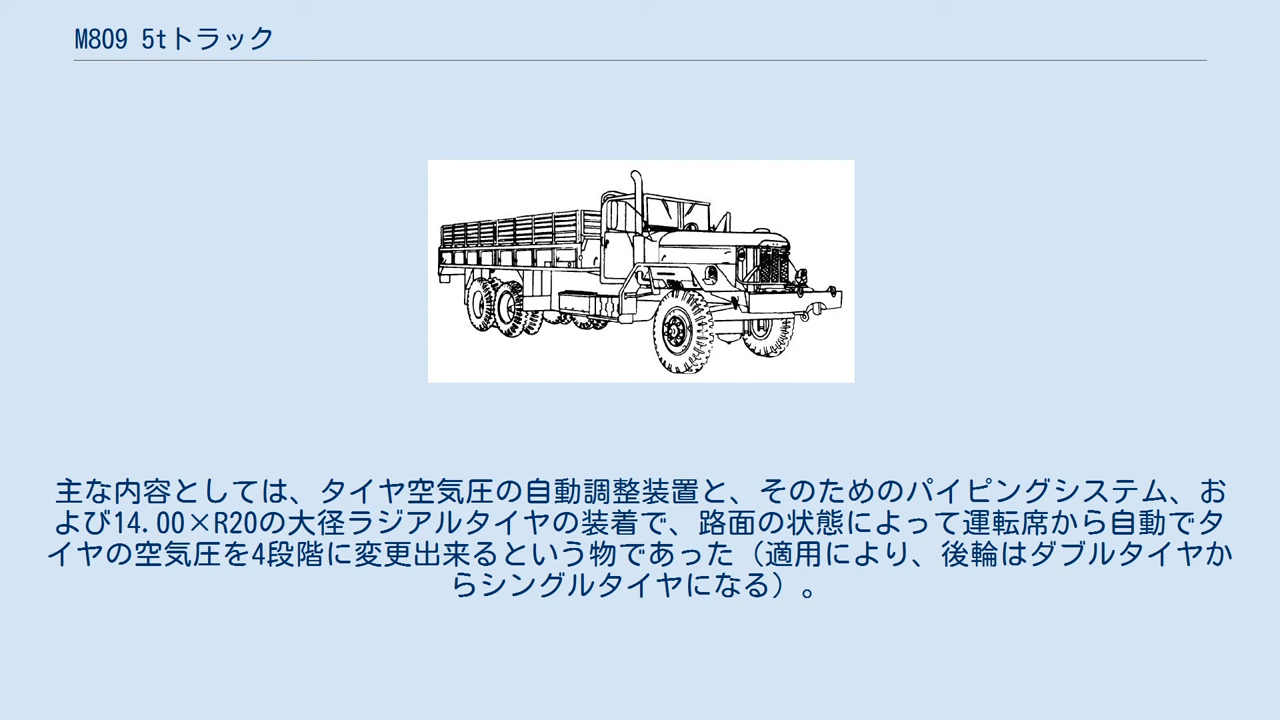 M809 5tトラック
主な内容としては、タイヤ空気圧の自動調整装置と、そのためのパイピングシステム、お
よび14.00×R20の大径ラジアルタイヤの装着で、路面の状態によって運転席から自動でタ
イヤの空気圧を4段階に変更出来るという物であった（適用により、後輪はダブルタイヤか
らシングルタイヤになる）。